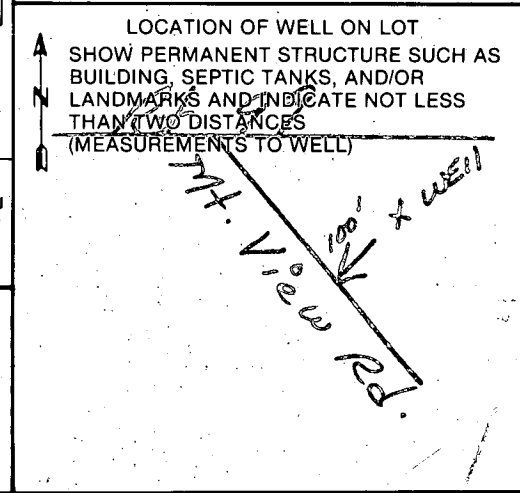 LOCATION OF WELL ON LOT
SHOW PERMANENT STRUCTURE SUCH AS
BUILDING, SEPTIC TANKS, AND/OR
LANDMARKS AND INDICATE NOT LESS
THAN TWO DISTANCES
(MEASUREMENTS TO WELL)
N
100' x WEll
Mt. View Rd.